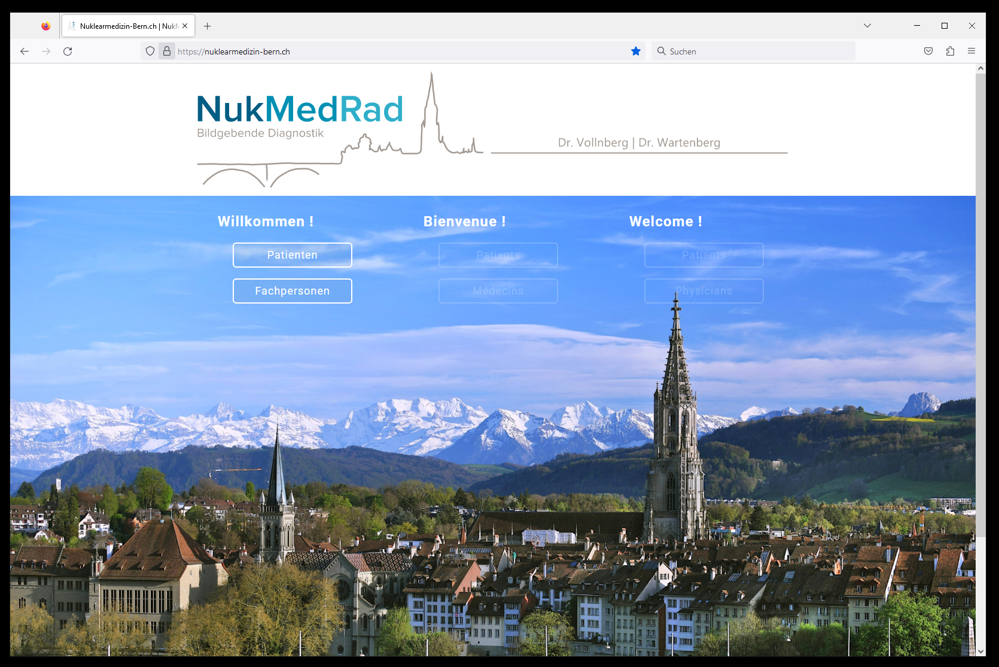 Nuklearmedizin-Bern.ch | NukM
https://nuklearmedizin-bern.ch
Suchen
NukMedRad
Bildgebende Diagnostik
Dr. Vollnberg | Dr. Wartenberg
Willkommen !
Bienvenue !
Welcome !
Patienten
Patients
Patients
Fachpersonen
Médecins
Physicians